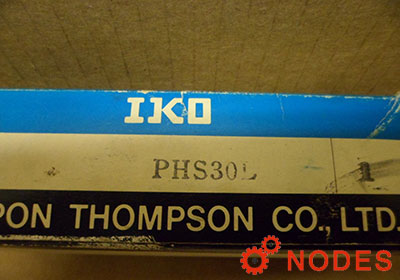 IKO
PHS30L 1
PON THOMPSON CO., LTD.
NODES